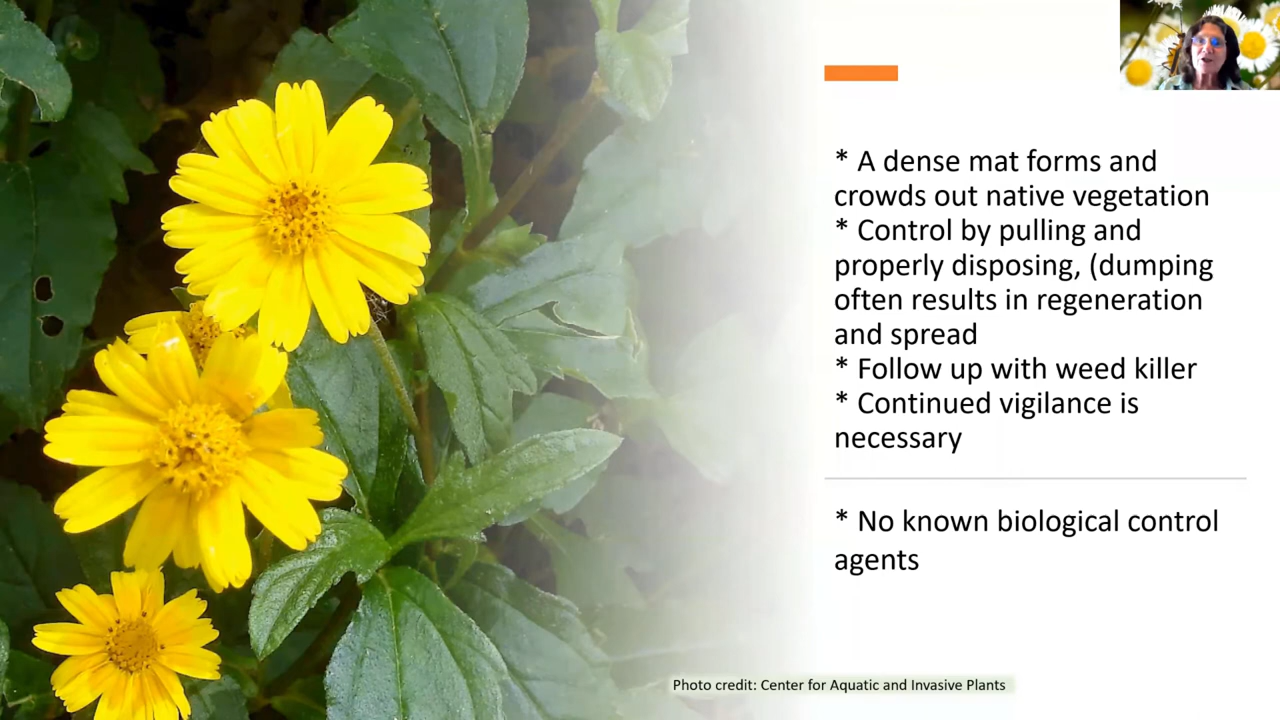 * A dense mat forms and
crowds out native vegetation
* Control by pulling and
properly disposing, (dumping
often results in regeneration
and spread
* Follow up with weed killer
* Continued vigilance is
necessary
* No known biological control
agents
Photo credit: Center for Aquatic and Invasive Plants